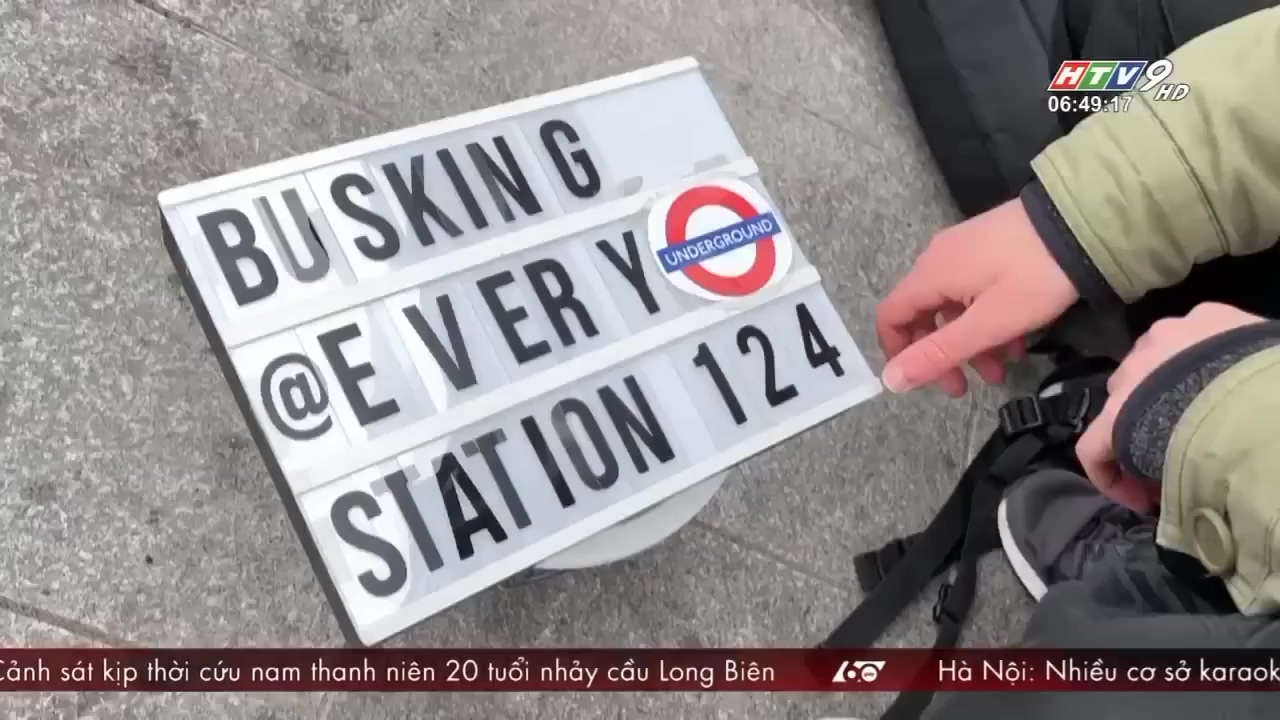 HTV9 HD
06:49:17
BUSKING
@EVERY
UNDERGROUND
STATION 124
Cảnh sát kịp thời cứu nam thanh niên 20 tuổi nhảy cầu Long Biên
60
Hà Nội: Nhiều cơ sở karaok